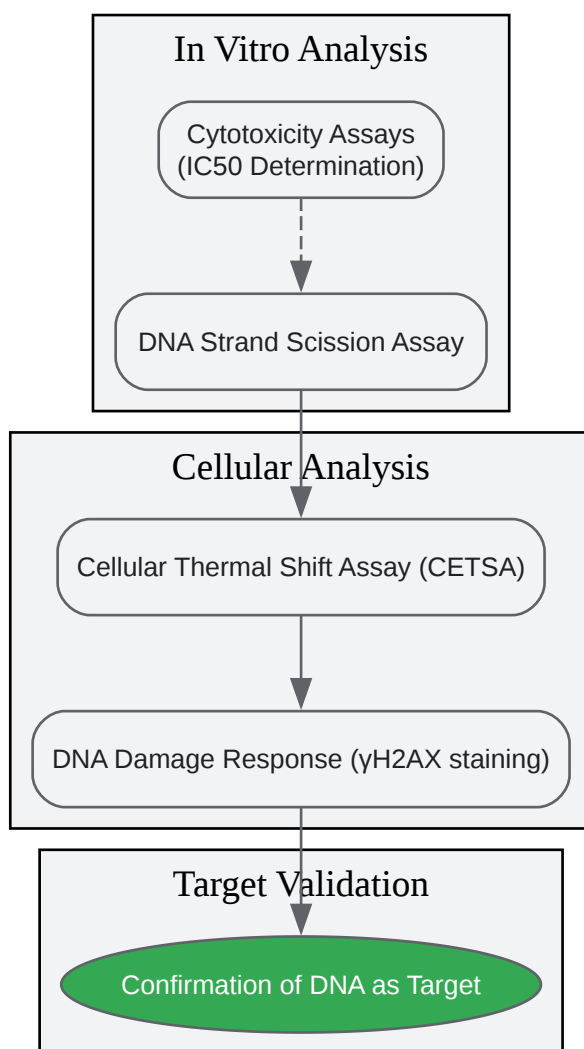 In Vitro Analysis
Cytotoxicity Assays
(IC50 Determination)
DNA Strand Scission Assay
Cellular Analysis
Cellular Thermal Shift Assay (CETSA)
DNA Damage Response (γH2AX staining)
Target Validation
Confirmation of DNA as Target